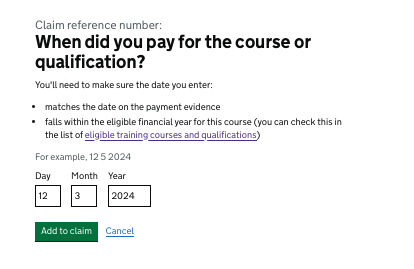 Claim reference number:
When did you pay for the course or
qualification?
You'll need to make sure the date you enter:
• matches the date on the payment evidence
• falls within the eligible financial year for this course (you can check this in
the list of eligible training courses and qualifications)
For example, 12 5 2024
Day Month Year
12 3 2024
Add to claim Cancel